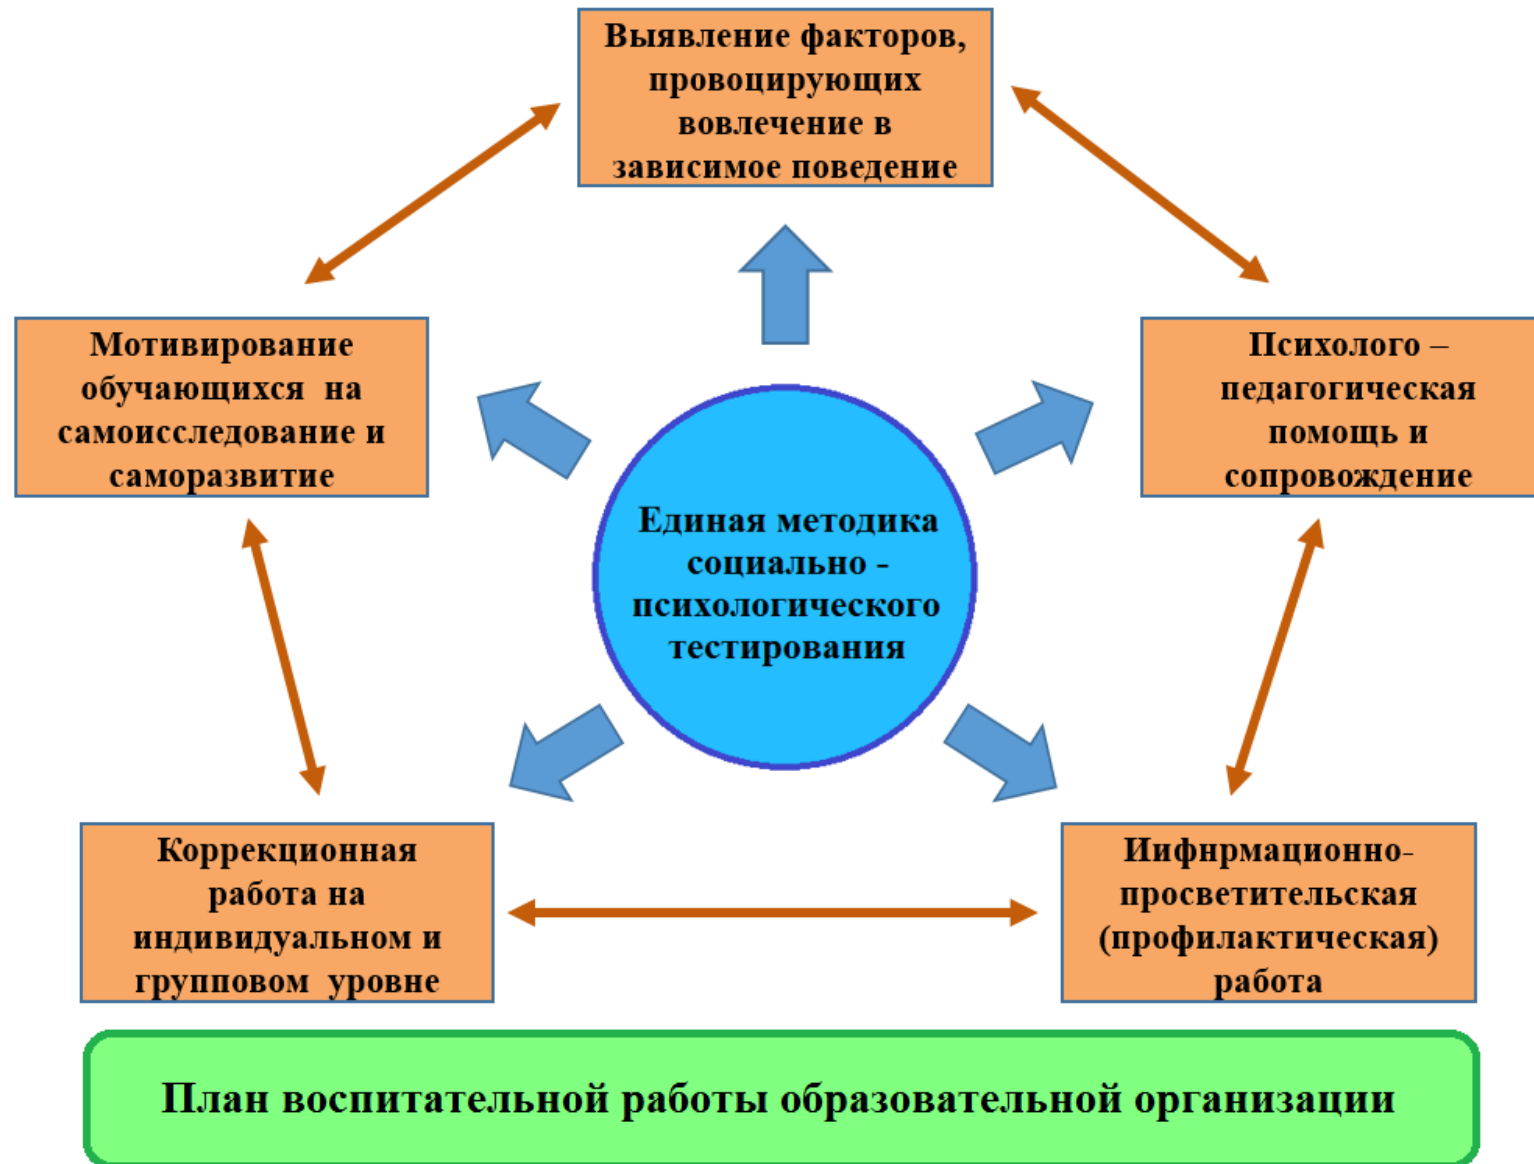 Выявление факторов,
провоцирующих
вовлечение в
зависимое поведение
Мотивирование
обучающихся на
самоисследование и
саморазвитие
Психолого –
педагогическая
помощь и
сопровождение
Единая методика
социально -
психологического
тестирования
Коррекционная
работа на
индивидуальном и
групповом уровне
Иифнрмационно-
просветительская
(профилактическая)
работа
План воспитательной работы образовательной организации